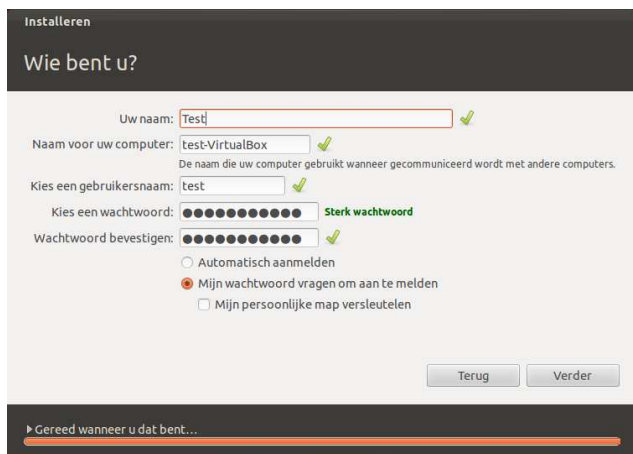 Installeren
Wie bent u?
Uw naam: Test
Naam voor uw computer: test-VirtualBox
De naam die uw computer gebruikt wanneer gecommuniceerd wordt met andere computers.
Kies een gebruikersnaam: test
Kies een wachtwoord: ●●●●●●●●●●● Sterk wachtwoord
Wachtwoord bevestigen: ●●●●●●●●●●●
Automatisch aanmelden
Mijn wachtwoord vragen om aan te melden
Mijn persoonlijke map versleutelen
Terug Verder
Gereed wanneer u dat bent...